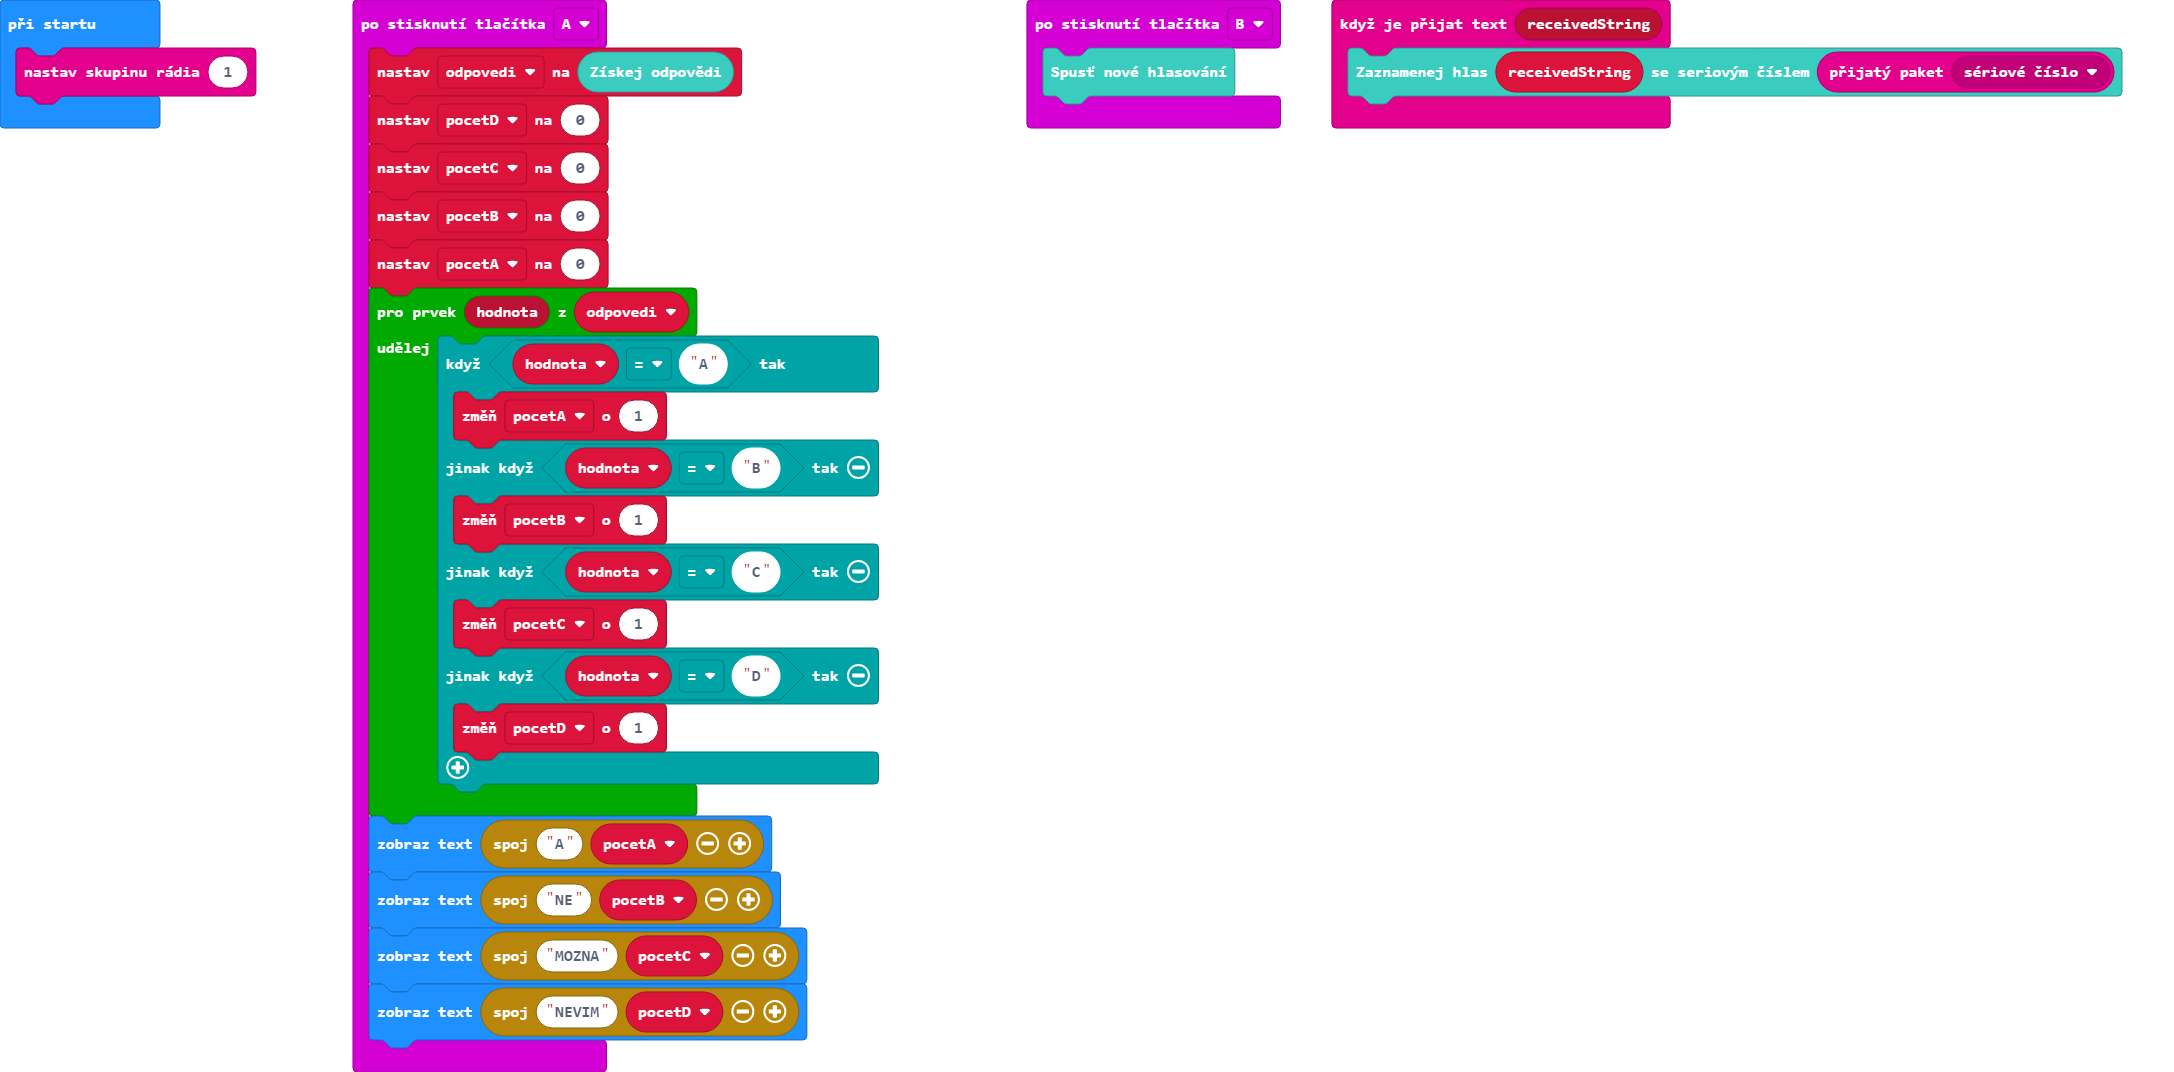 při startu
nastav skupinu rádia 1
po stisknutí tlačítka A
nastav odpovedi na Získej odpovědi
nastav pocetD na 0
nastav pocetC na 0
nastav pocetB na 0
nastav pocetA na 0
pro prvek hodnota z odpovedi
udělej
když hodnota = "A" tak
změň pocetA o 1
jinak když hodnota = "B" tak
změň pocetB o 1
jinak když hodnota = "C" tak
změň pocetC o 1
jinak když hodnota = "D" tak
změň pocetD o 1
zobraz text spoj "A" pocetA
zobraz text spoj "NE" pocetB
zobraz text spoj "MOZNA" pocetC
zobraz text spoj "NEVIM" pocetD
po stisknutí tlačítka B
Spusť nové hlasování
když je přijat text receivedString
Zaznamenej hlas receivedString se seriovým číslem přijatý paket sériové číslo